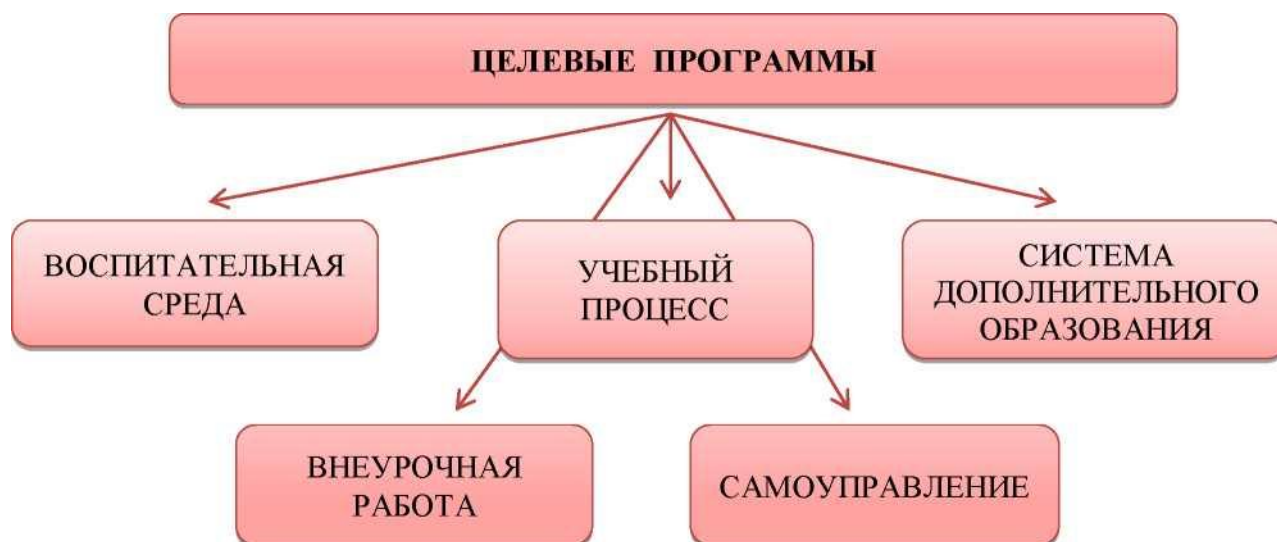 ЦЕЛЕВЫЕ ПРОГРАММЫ
ВОСПИТАТЕЛЬНАЯ
СРЕДА
УЧЕБНЫЙ
ПРОЦЕСС
СИСТЕМА
ДОПОЛНИТЕЛЬНОГО
ОБРАЗОВАНИЯ
ВНЕУРОЧНАЯ
РАБОТА
САМОУПРАВЛЕНИЕ